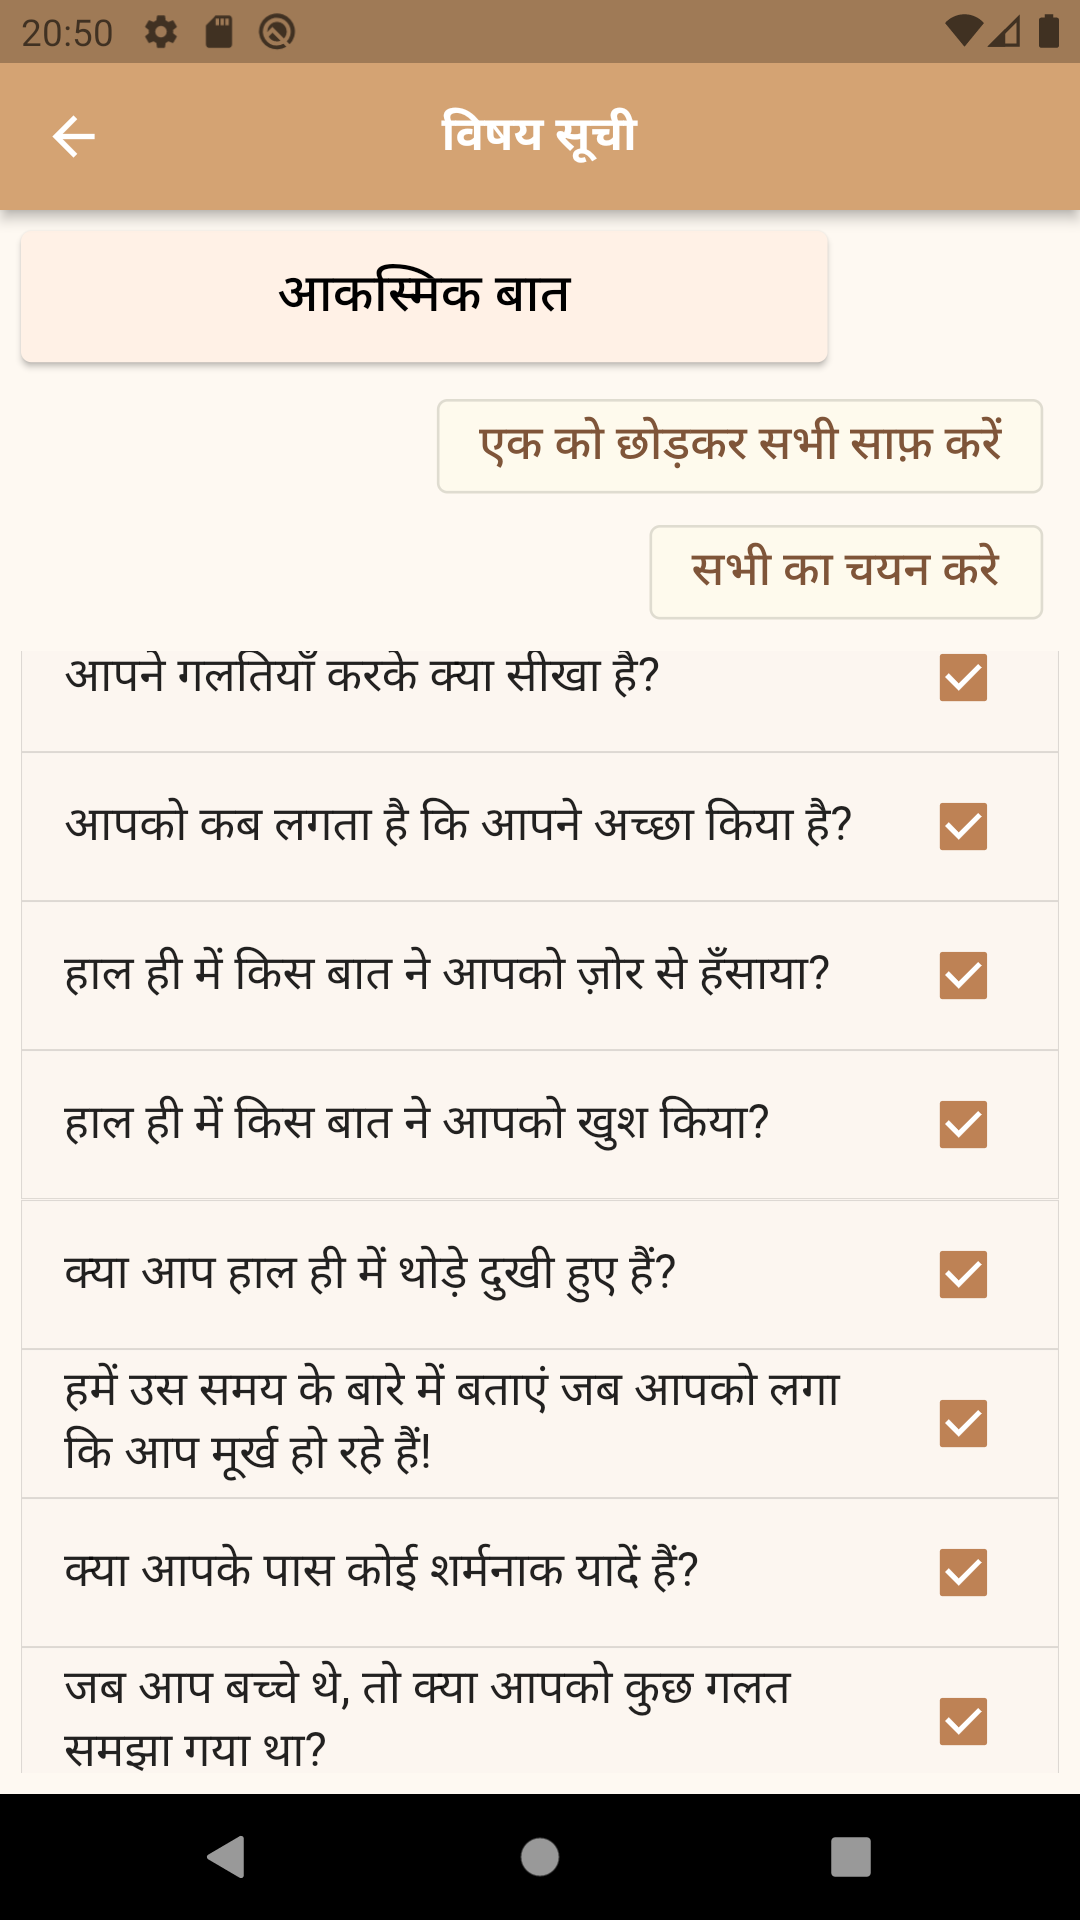 20:50
विषय सूची
आकस्मिक बात
एक को छोड़कर सभी साफ़ करें
सभी का चयन करे
आपने गलतियाँ करके क्या सीखा है?
आपको कब लगता है कि आपने अच्छा किया है?
हाल ही में किस बात ने आपको ज़ोर से हँसाया?
हाल ही में किस बात ने आपको खुश किया?
क्या आप हाल ही में थोड़े दुखी हुए हैं?
हमें उस समय के बारे में बताएं जब आपको लगा
कि आप मूर्ख हो रहे हैं!
क्या आपके पास कोई शर्मनाक यादें हैं?
जब आप बच्चे थे, तो क्या आपको कुछ गलत
समझा गया था?